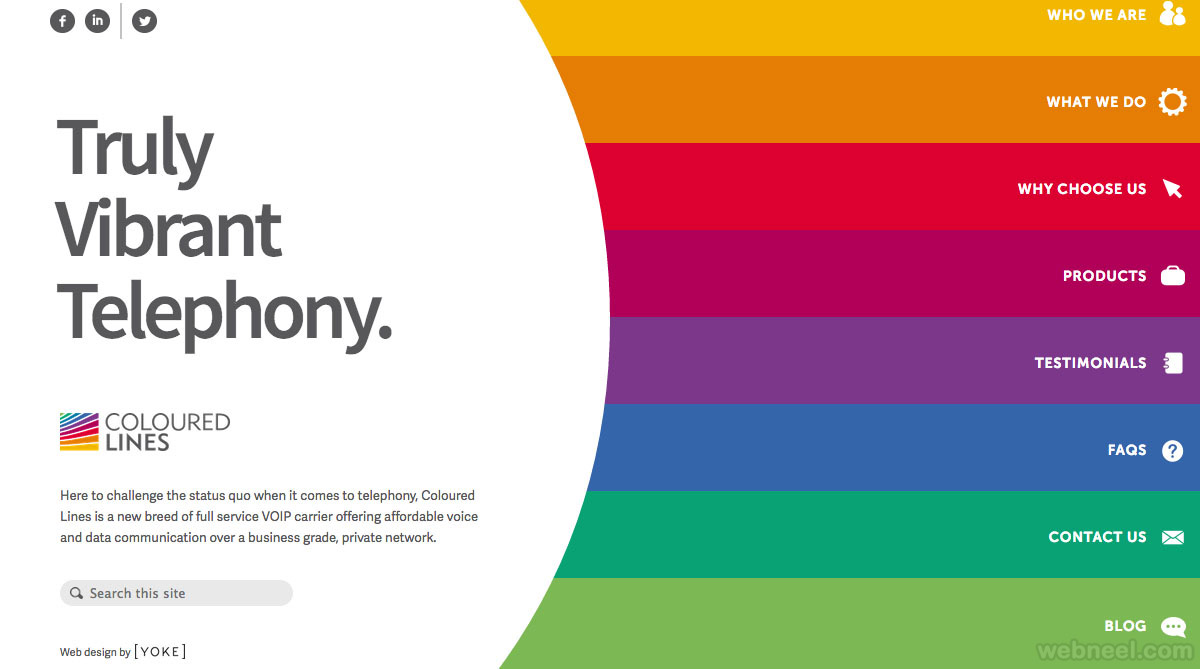 Truly
Vibrant
Telephony.
COLOURED
LINES
Here to challenge the status quo when it comes to telephony, Coloured
Lines is a new breed of full service VOIP carrier offering affordable voice
and data communication over a business grade, private network.
Search this site
Web design by [YOKE]
WHO WE ARE
WHAT WE DO
WHY CHOOSE US
PRODUCTS
TESTIMONIALS
FAQS
CONTACT US
BLOG
webneel.com